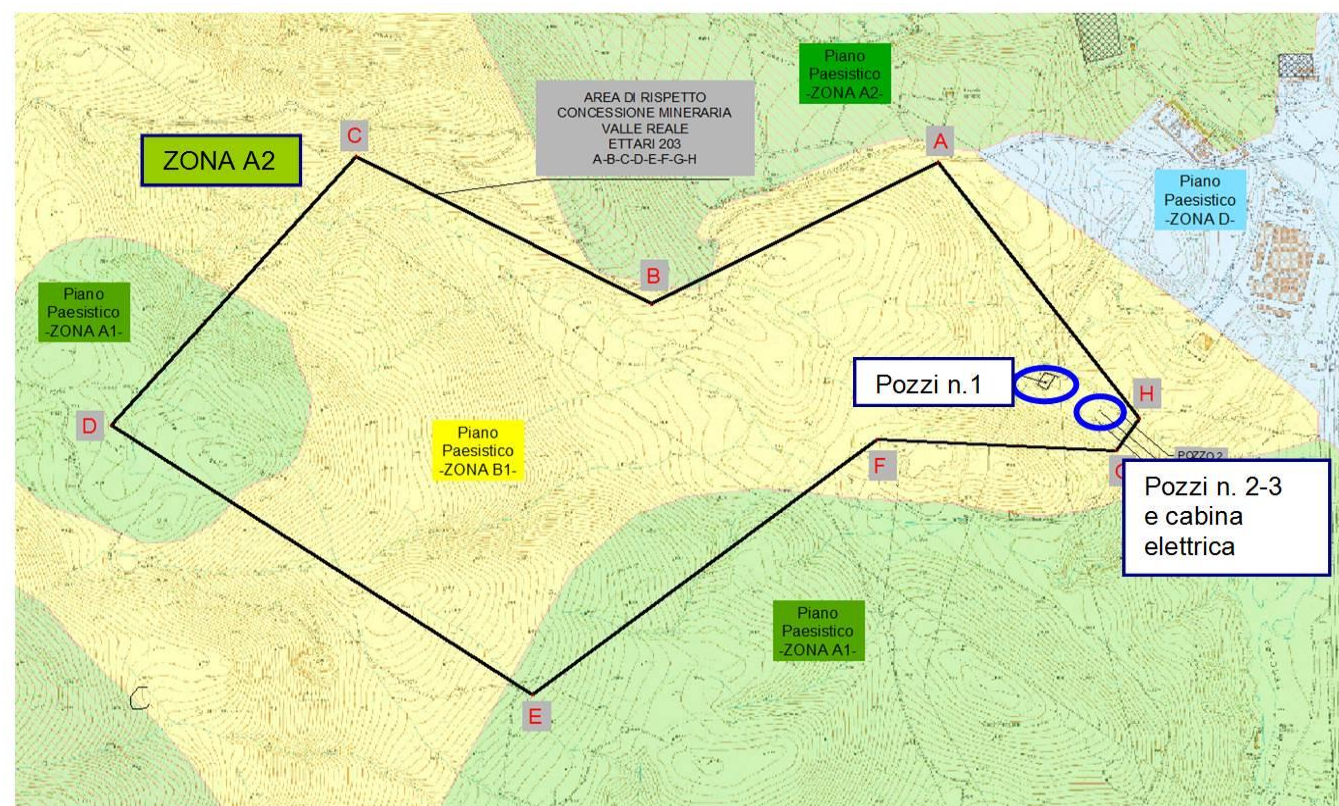 Piano
Paesistico
-ZONA A2-
AREA DI RISPETTO
CONCESSIONE MINERARIA
VALLE REALE
ETTARI 203
A-B-C-D-E-F-G-H
C
A
ZONA A2
Piano
Paesistico
-ZONA D-
B
Piano
Paesistico
-ZONA A1-
Pozzi n.1
H
D
Piano
Paesistico
-ZONA B1-
F
POZZO 2
Pozzi n. 2-3
e cabina
elettrica
Piano
Paesistico
-ZONA A1-
E